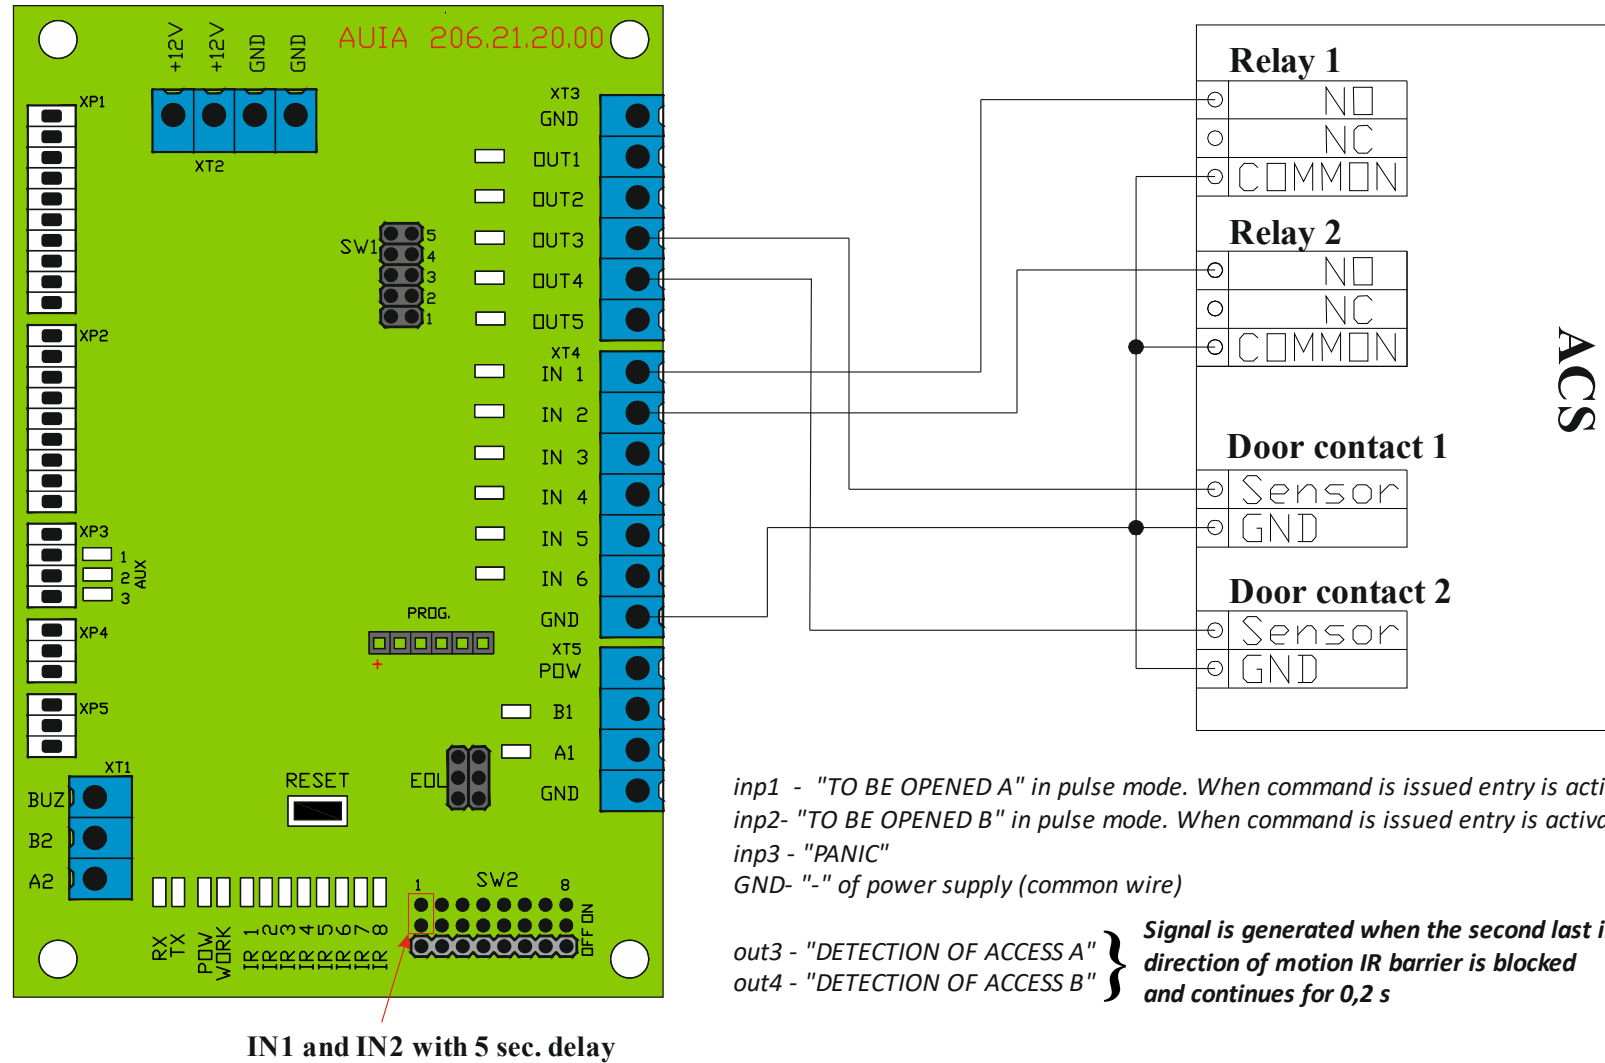 AUIA 206.21.20.00
+12V
+12V
GND
GND
XT2
XP1
XP2
XP3
1
2
3
AUX
XP4
XP5
XT1
BUZ
B2
A2
SW1
5
4
3
2
1
XT3
GND
OUT1
OUT2
OUT3
OUT4
OUT5
XT4
IN 1
IN 2
IN 3
IN 4
IN 5
IN 6
GND
XT5
POW
B1
A1
GND
PROG.
+
RESET
EOL
RX
TX
POW
WORK
IR 1
IR 2
IR 3
IR 4
IR 5
IR 6
IR 7
IR 8
1 SW2 8
OFF ON
IN1 and IN2 with 5 sec. delay
Relay 1
NO
NC
COMMON
Relay 2
NO
NC
COMMON
Door contact 1
Sensor
GND
Door contact 2
Sensor
GND
ACS
inp1 - "TO BE OPENED A" in pulse mode. When command is issued entry is acti
inp2- "TO BE OPENED B" in pulse mode. When command is issued entry is activa
inp3 - "PANIC"
GND- "-" of power supply (common wire)
out3 - "DETECTION OF ACCESS A"
out4 - "DETECTION OF ACCESS B"
}
Signal is generated when the second last i
direction of motion IR barrier is blocked
and continues for 0,2 s